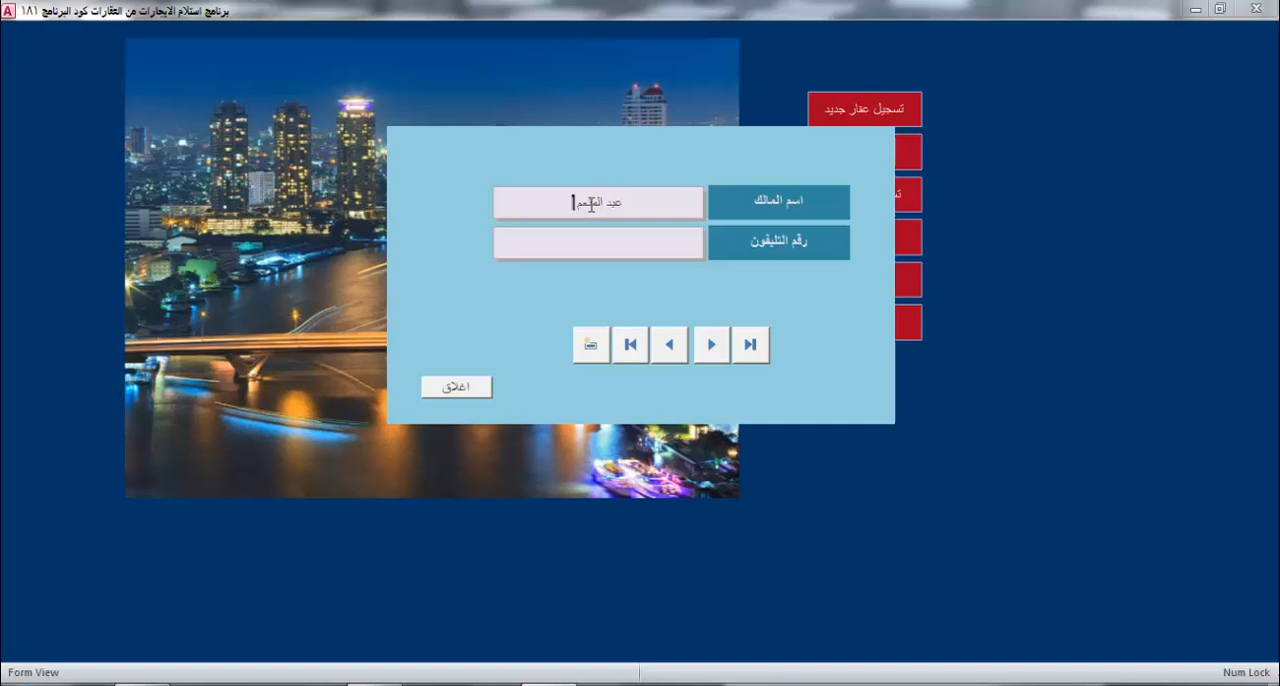 برنامج استلام الايجارات من العقارات كود البرنامج ١٨١
تسجيل عقار جديد
اسم المالك
عبد المنعم
رقم التليفون
اغلاق
Form View
Num Lock